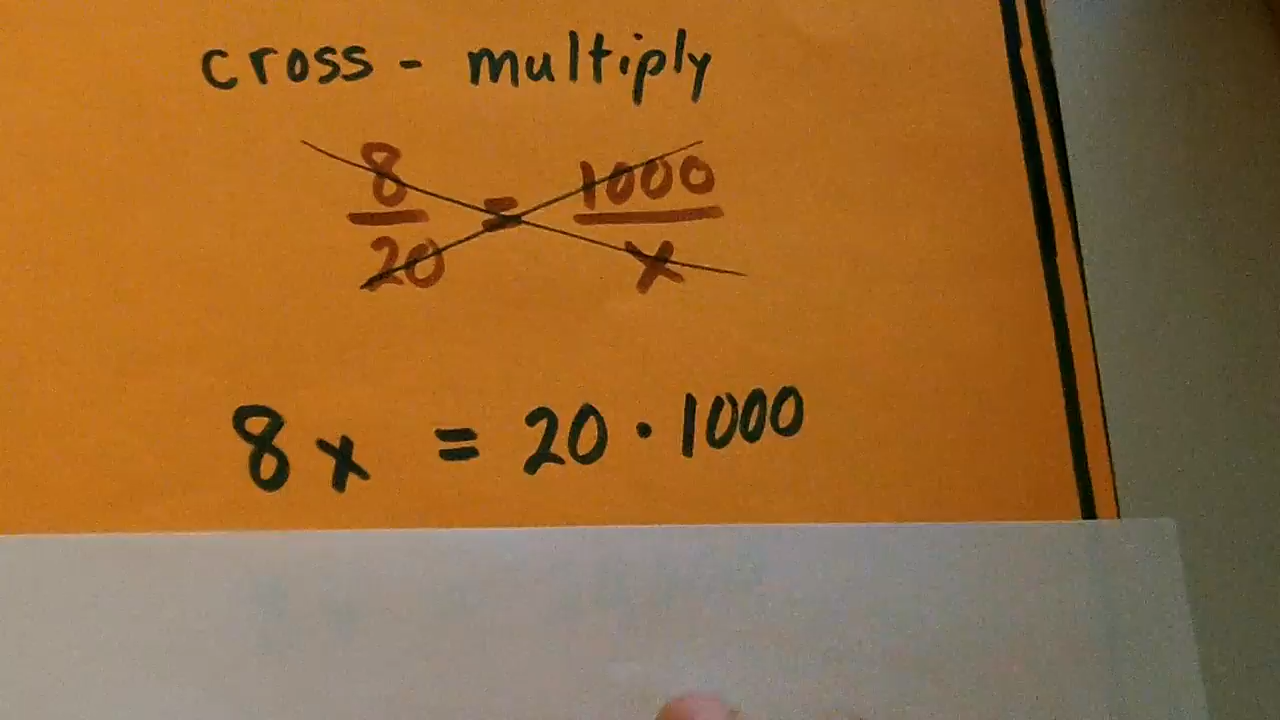 cross - multiply
8/20 = 1000/x
8x = 20 · 1000